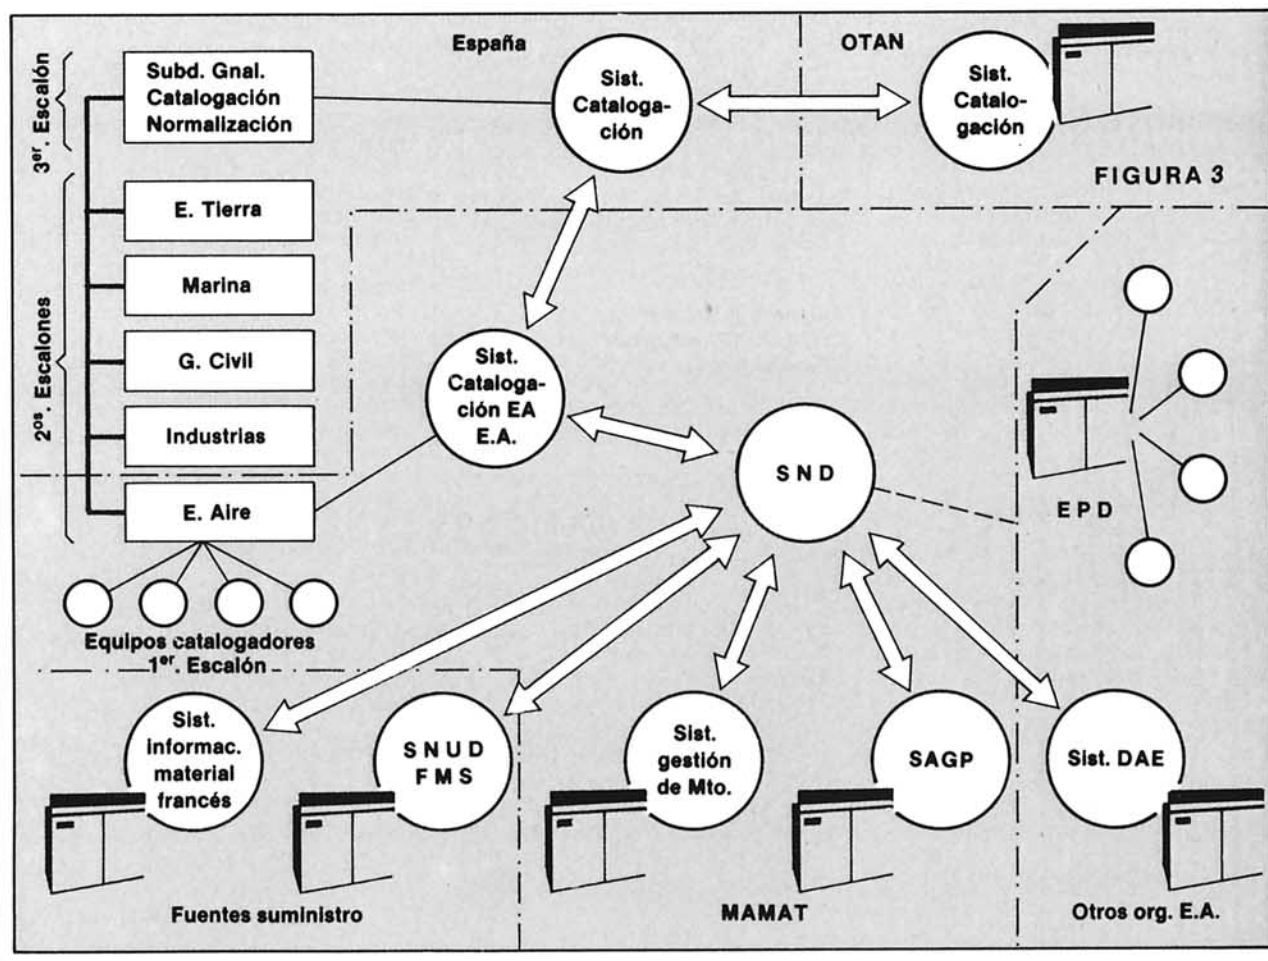 España
OTAN
3er. Escalón
Subd. Gnal.
Catalogación
Normalización
Sist.
Cataloga-
ción
Sist.
Catalo-
gación
FIGURA 3
2os. Escalones
E. Tierra
Marina
G. Civil
Industrias
E. Aire
Sist.
Cataloga-
ción EA
E.A.
SND
EPD
Equipos catalogadores
1er. Escalón
Sist.
informac.
material
francés
SNUD
FMS
Sist.
gestión
de Mto.
SAGP
Sist. DAE
Fuentes suministro
MAMAT
Otros org. E.A.